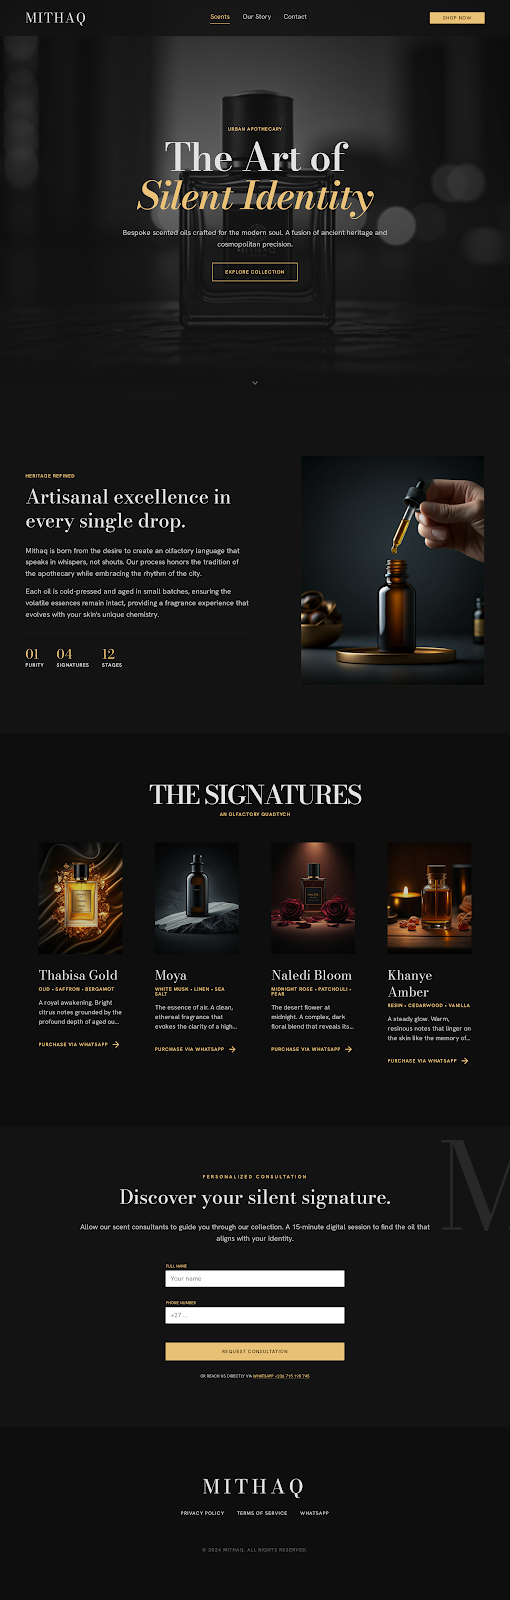 MITHAQ
Scents
Our Story
Contact
SHOP NOW
URBAN APOTHECARY
The Art of
Silent Identity
Bespoke scented oils crafted for the modern soul. A fusion of ancient heritage and
cosmopolitan precision.
EXPLORE COLLECTION
HERITAGE REFINED
Artisanal excellence in
every single drop.
Mithaq is born from the desire to create an olfactory language that
speaks in whispers, not shouts. Our process honors the tradition of
the apothecary while embracing the rhythm of the city.
Each oil is cold-pressed and aged in small batches, ensuring the
volatile essences remain intact, providing a fragrance experience that
evolves with your skin's unique chemistry.
01
PURITY
04
SIGNATURES
12
STAGES
THE SIGNATURES
AN OLFACTORY QUADTYCH
Thabisa Gold
OUD • SAFFRON • BERGAMOT
A royal awakening. Bright
citrus notes grounded by the
profound depth of aged ou...
PURCHASE VIA WHATSAPP
Moya
WHITE MUSK • LINEN • SEA
SALT
The essence of air. A clean,
ethereal fragrance that
evokes the clarity of a high...
PURCHASE VIA WHATSAPP
Naledi Bloom
MIDNIGHT ROSE • PATCHOULI •
PEAR
The desert flower at
midnight. A complex, dark
floral blend that reveals its...
PURCHASE VIA WHATSAPP
Khanye
Amber
RESIN • CEDARWOOD • VANILLA
A steady glow. Warm,
resinous notes that linger on
the skin like the memory of...
PURCHASE VIA WHATSAPP
M
PERSONALIZED CONSULTATION
Discover your silent signature.
Allow our scent consultants to guide you through our collection. A 15-minute digital session to find the oil that
aligns with your identity.
FULL NAME
Your name
PHONE NUMBER
+27 ...
REQUEST CONSULTATION
OR REACH US DIRECTLY VIA WHATSAPP
MITHAQ
PRIVACY POLICY
TERMS OF SERVICE
WHATSAPP
© 2024 MITHAQ. ALL RIGHTS RESERVED.